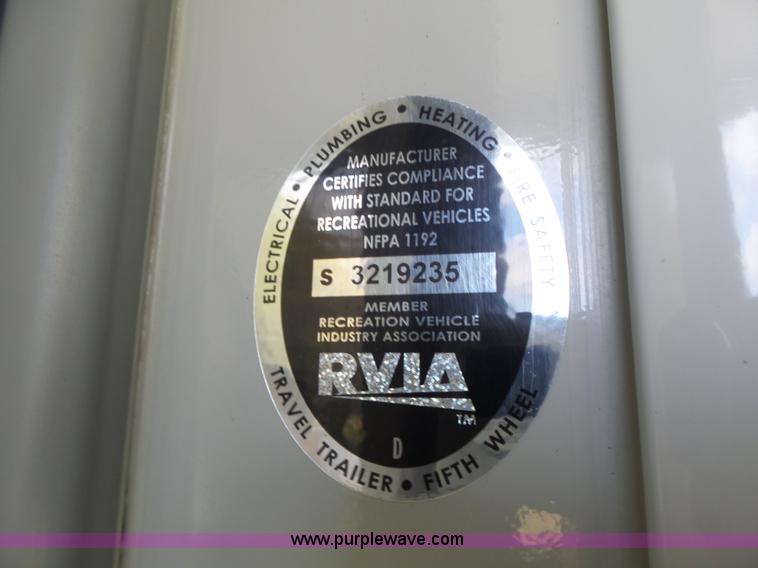 ELECTRICAL • PLUMBING • HEATING • FIRE SAFETY
MANUFACTURER
CERTIFIES COMPLIANCE
WITH STANDARD FOR
RECREATIONAL VEHICLES
NFPA 1192
S 3219235
MEMBER
RECREATION VEHICLE
INDUSTRY ASSOCIATION
RVIA
TM
D
TRAVEL TRAILER • FIFTH WHEEL
www.purplewave.com